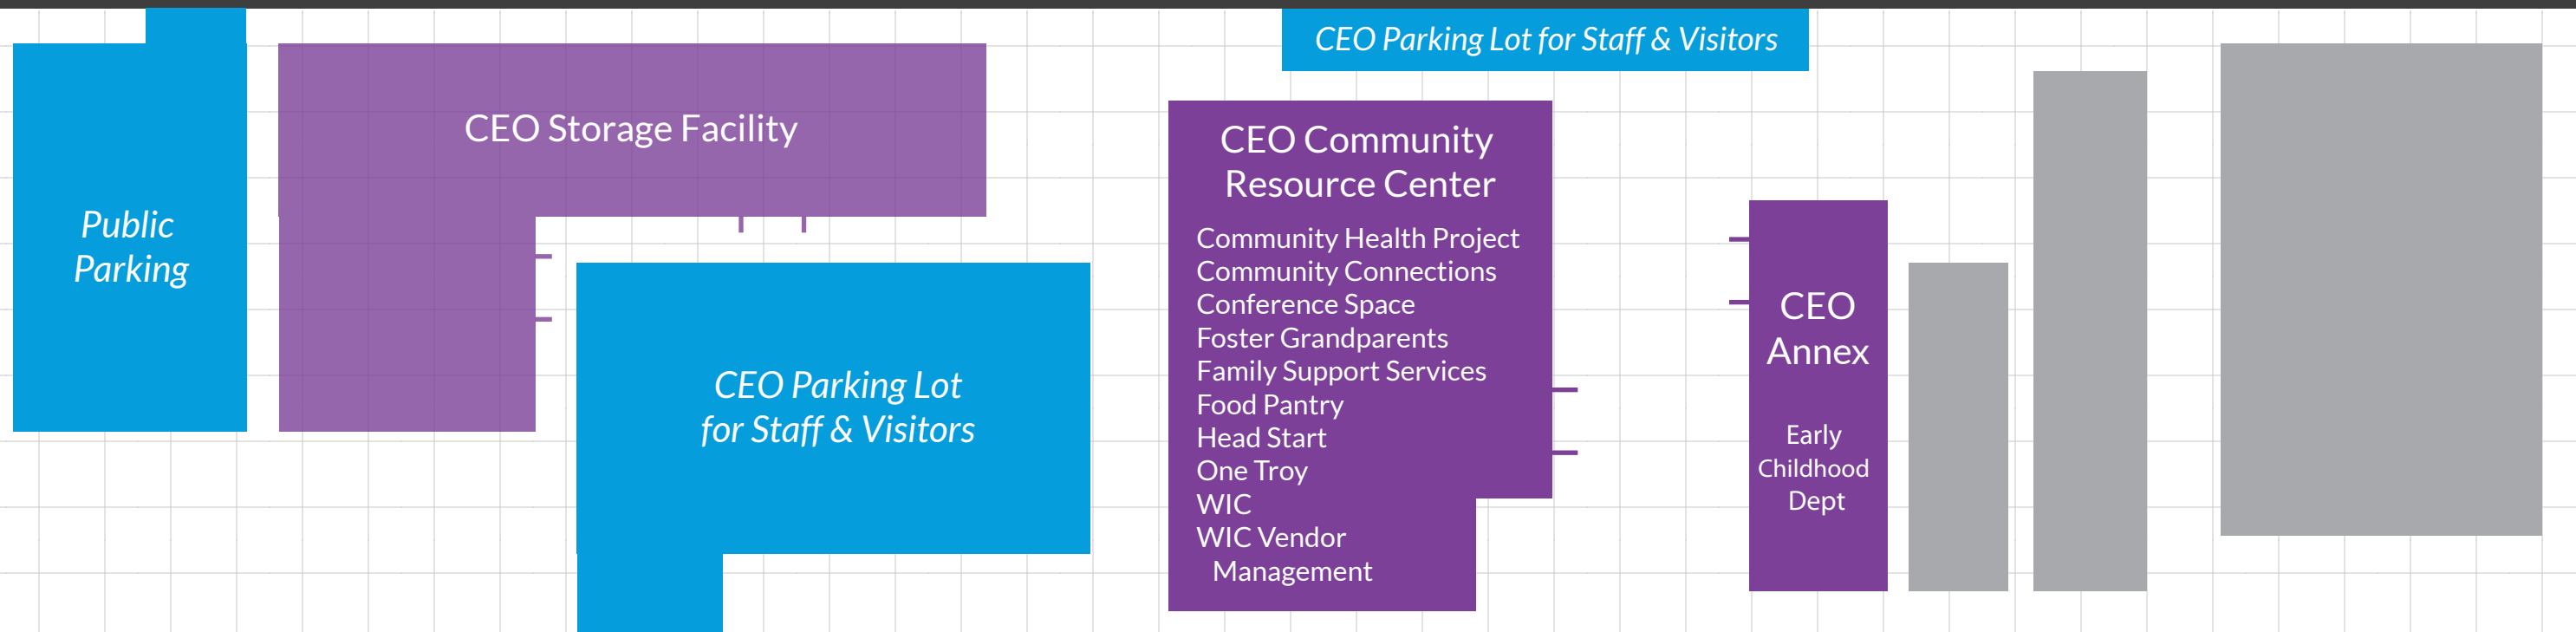 CEO Parking Lot for Staff & Visitors
CEO Storage Facility
Public
Parking
CEO Parking Lot
for Staff & Visitors
CEO Community
Resource Center
Community Health Project
Community Connections
Conference Space
Foster Grandparents
Family Support Services
Food Pantry
Head Start
One Troy
WIC
WIC Vendor
Management
CEO
Annex
Early
Childhood
Dept